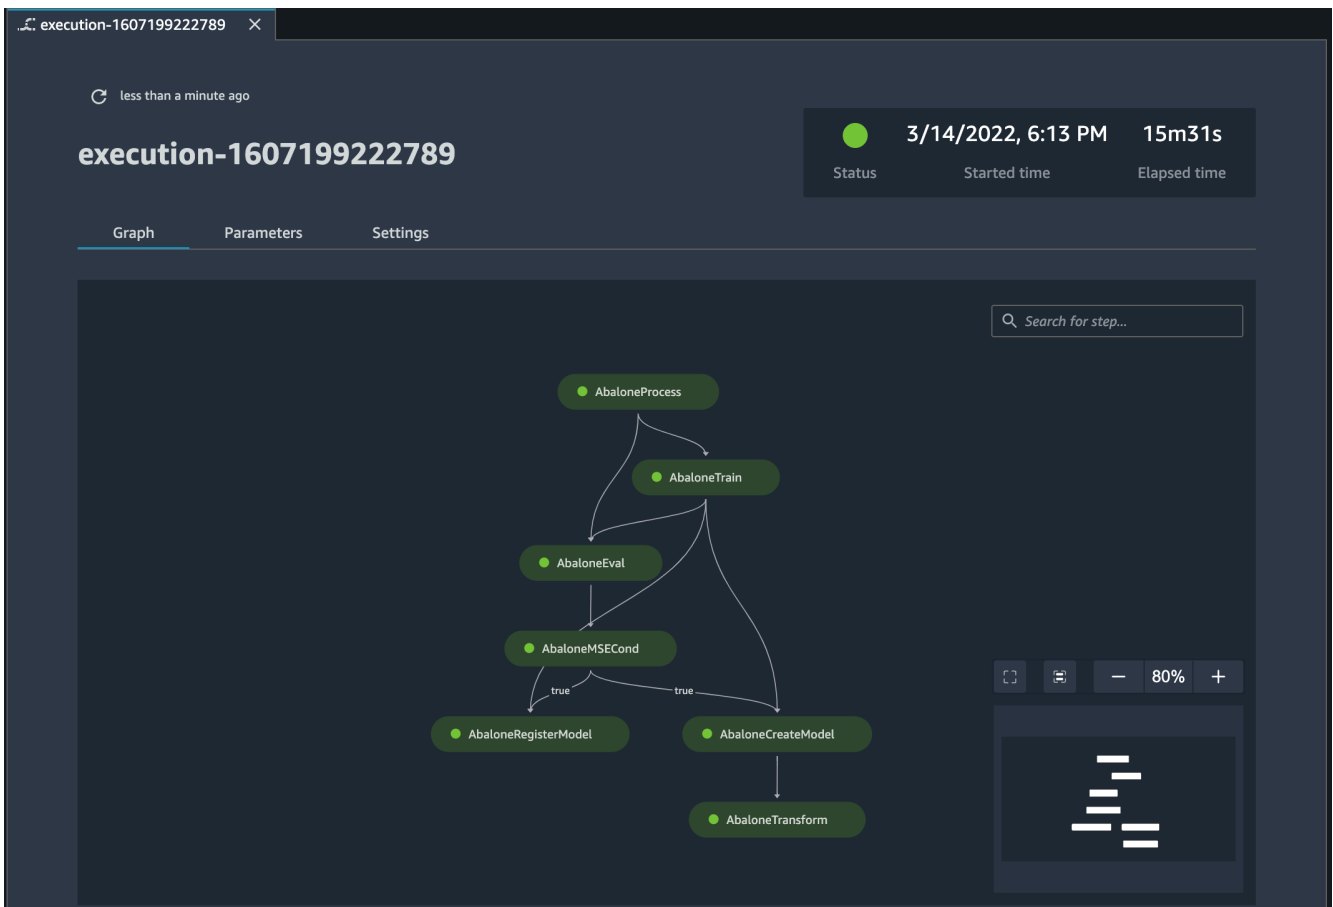 execution-1607199222789
less than a minute ago
execution-1607199222789
3/14/2022, 6:13 PM 15m31s
Status Started time Elapsed time
Graph Parameters Settings
Search for step...
AbaloneProcess
AbaloneTrain
AbaloneEval
AbaloneMSECond
80%
true true
AbaloneRegisterModel AbaloneCreateModel
AbaloneTransform